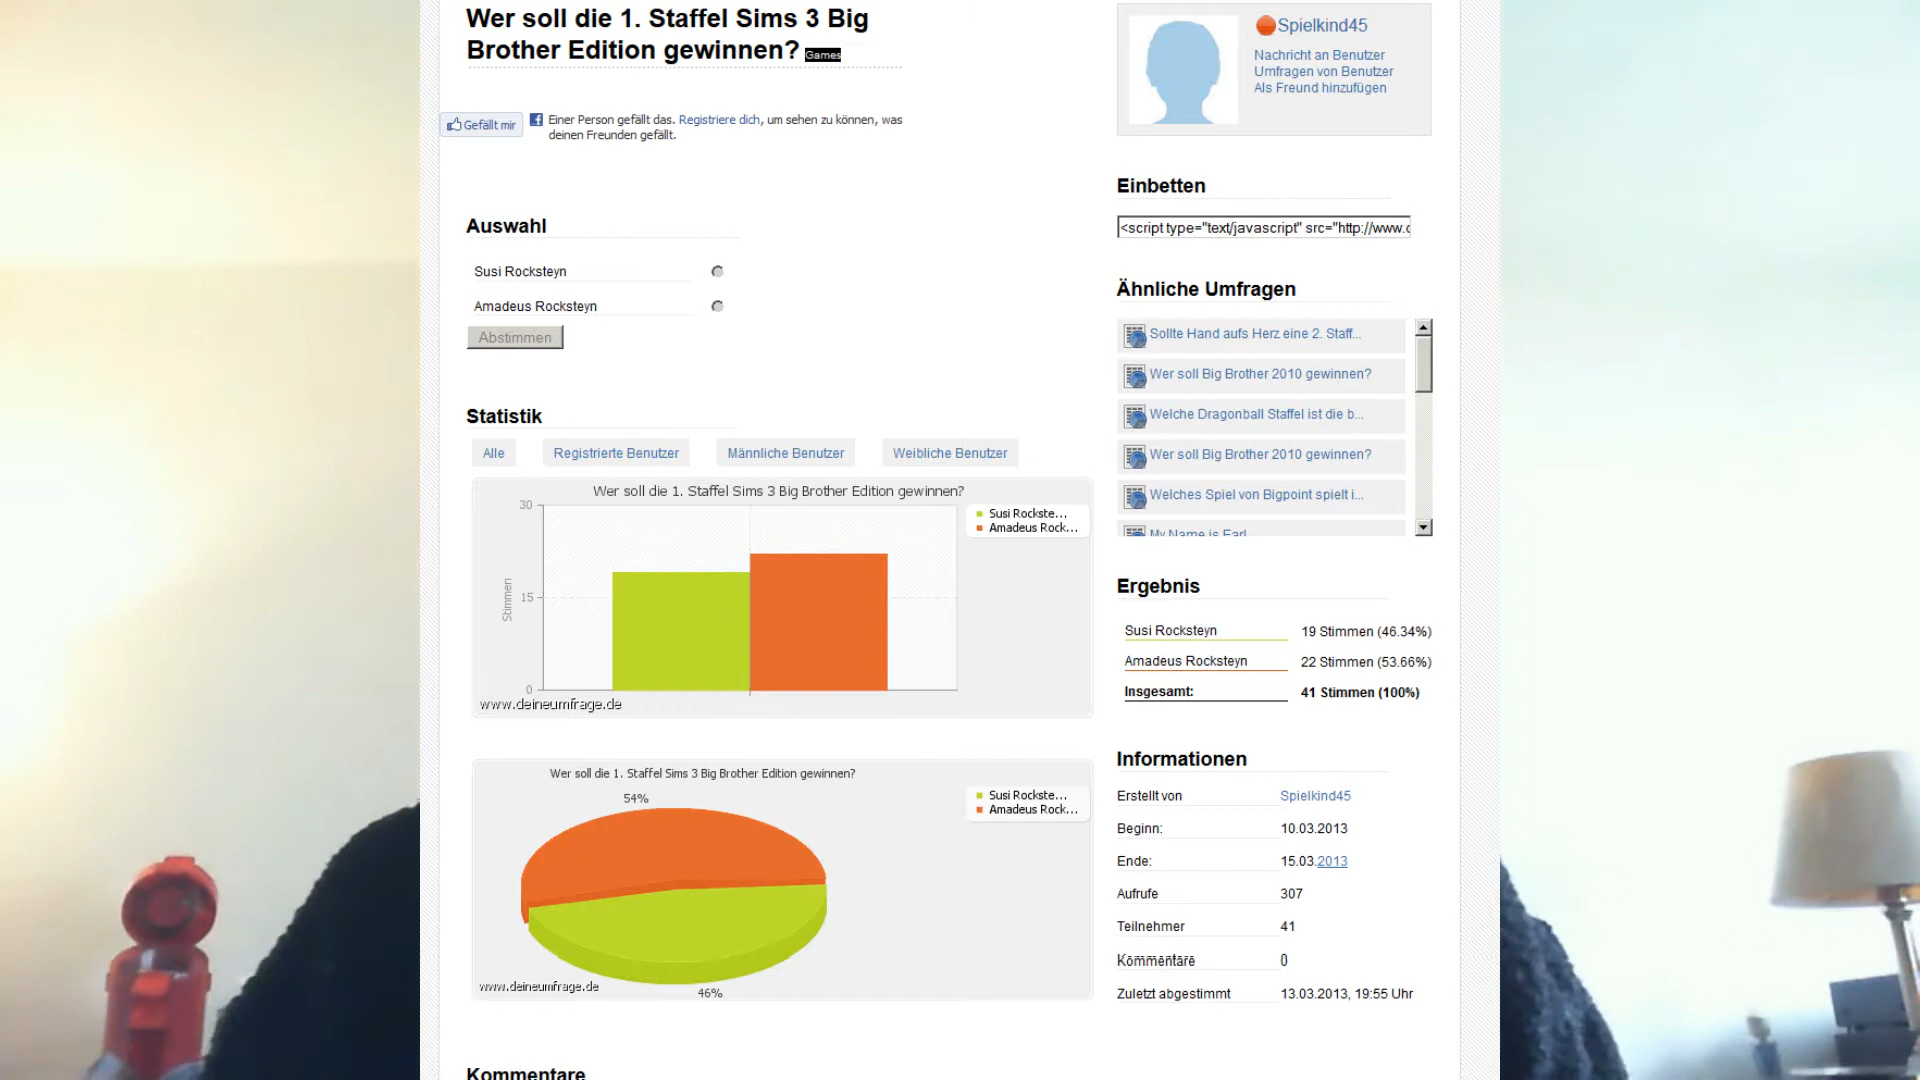 Wer soll die 1. Staffel Sims 3 Big
Brother Edition gewinnen? Games
Gefällt mir
Einer Person gefällt das. Registriere dich, um sehen zu können, was
deinen Freunden gefällt.
Auswahl
Susi Rocksteyn
Amadeus Rocksteyn
Abstimmen
Statistik
Alle
Registrierte Benutzer
Männliche Benutzer
Weibliche Benutzer
Wer soll die 1. Staffel Sims 3 Big Brother Edition gewinnen?
30
15
0
Stimmen
Susi Rockste...
Amadeus Rock...
www.deineumfrage.de
Wer soll die 1. Staffel Sims 3 Big Brother Edition gewinnen?
54%
46%
Susi Rockste...
Amadeus Rock...
www.deineumfrage.de
Kommentare
Spielkind45
Nachricht an Benutzer
Umfragen von Benutzer
Als Freund hinzufügen
Einbetten
<script type="text/javascript" src="http://www.
Ähnliche Umfragen
Sollte Hand aufs Herz eine 2. Staff...
Wer soll Big Brother 2010 gewinnen?
Welche Dragonball Staffel ist die b...
Wer soll Big Brother 2010 gewinnen?
Welches Spiel von Bigpoint spielt i...
My Name is Earl
Ergebnis
Susi Rocksteyn 19 Stimmen (46.34%)
Amadeus Rocksteyn 22 Stimmen (53.66%)
Insgesamt: 41 Stimmen (100%)
Informationen
Erstellt von Spielkind45
Beginn: 10.03.2013
Ende: 15.03.2013
Aufrufe 307
Teilnehmer 41
Kommentare 0
Zuletzt abgestimmt 13.03.2013, 19:55 Uhr